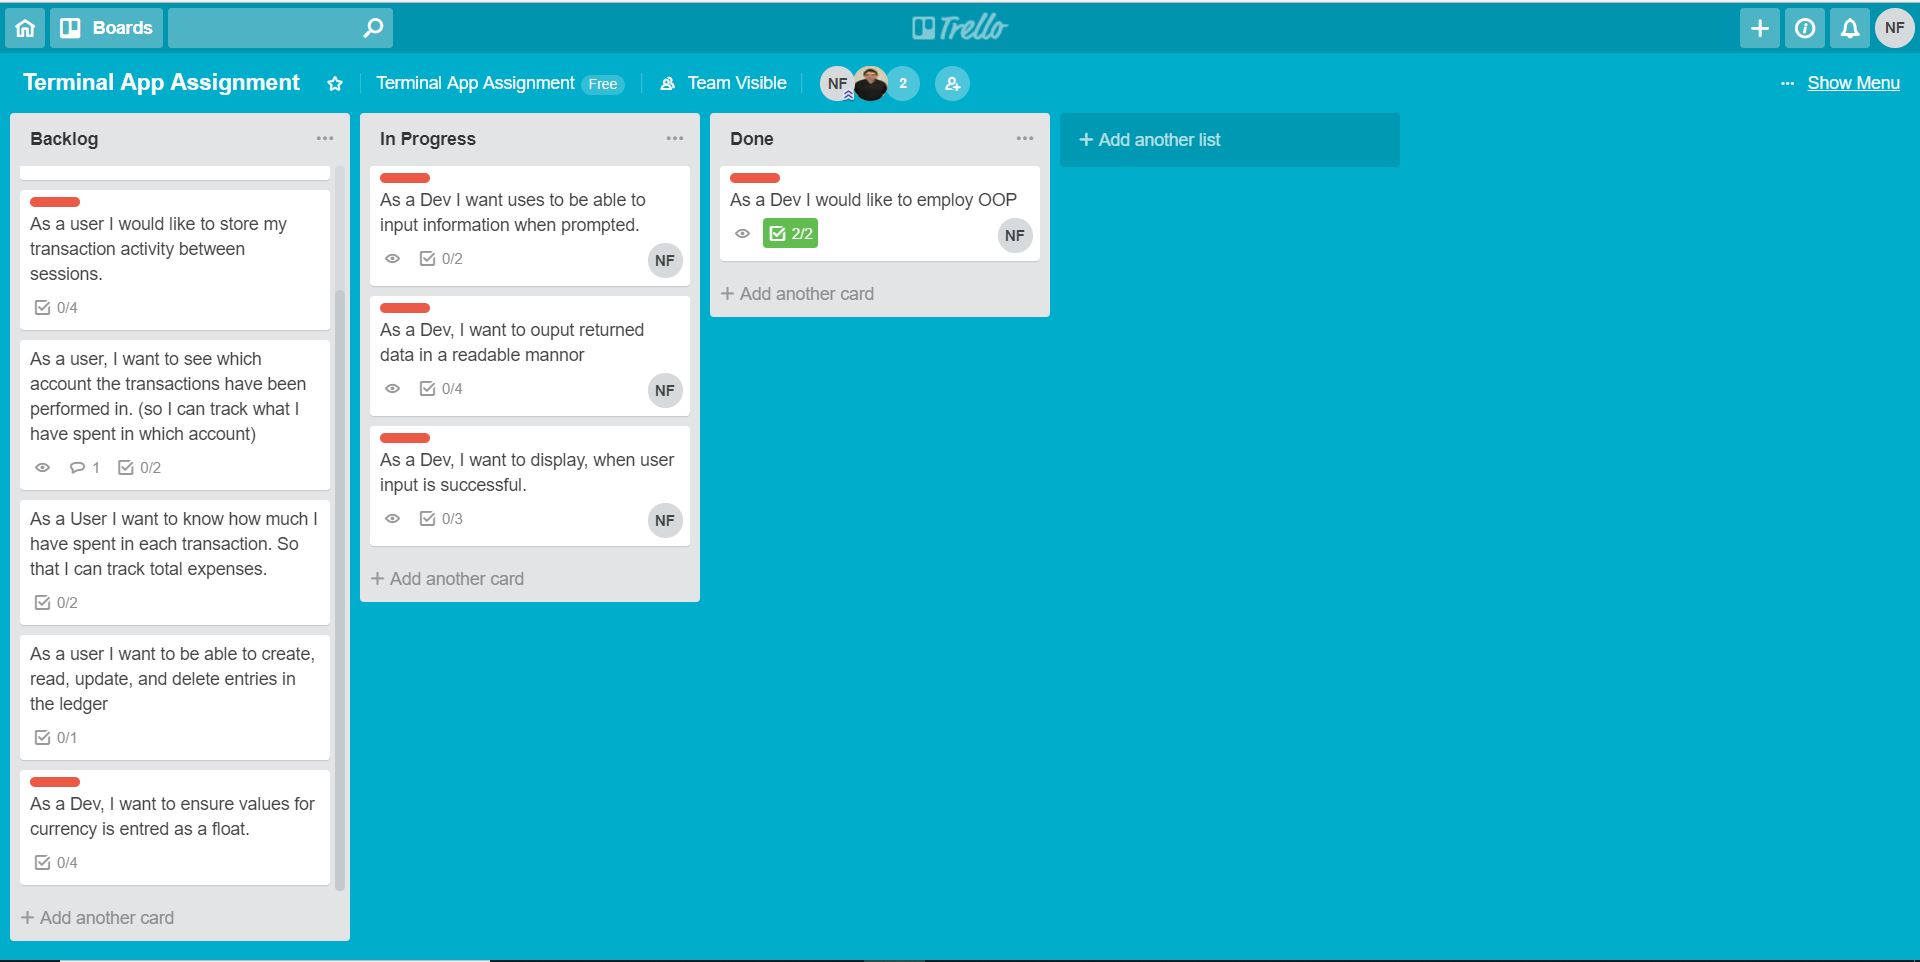 Boards
Trello
NF
Terminal App Assignment
Terminal App Assignment Free
Team Visible
NF
2
... Show Menu
Backlog
As a user I would like to store my
transaction activity between
sessions.
0/4
As a user, I want to see which
account the transactions have been
performed in. (so I can track what I
have spent in which account)
1 0/2
As a User I want to know how much I
have spent in each transaction. So
that I can track total expenses.
0/2
As a user I want to be able to create,
read, update, and delete entries in
the ledger
0/1
As a Dev, I want to ensure values for
currency is entred as a float.
0/4
+ Add another card
In Progress
As a Dev I want uses to be able to
input information when prompted.
0/2
NF
As a Dev, I want to ouput returned
data in a readable mannor
0/4
NF
As a Dev, I want to display, when user
input is successful.
0/3
NF
+ Add another card
Done
As a Dev I would like to employ OOP
2/2
NF
+ Add another card
+ Add another list